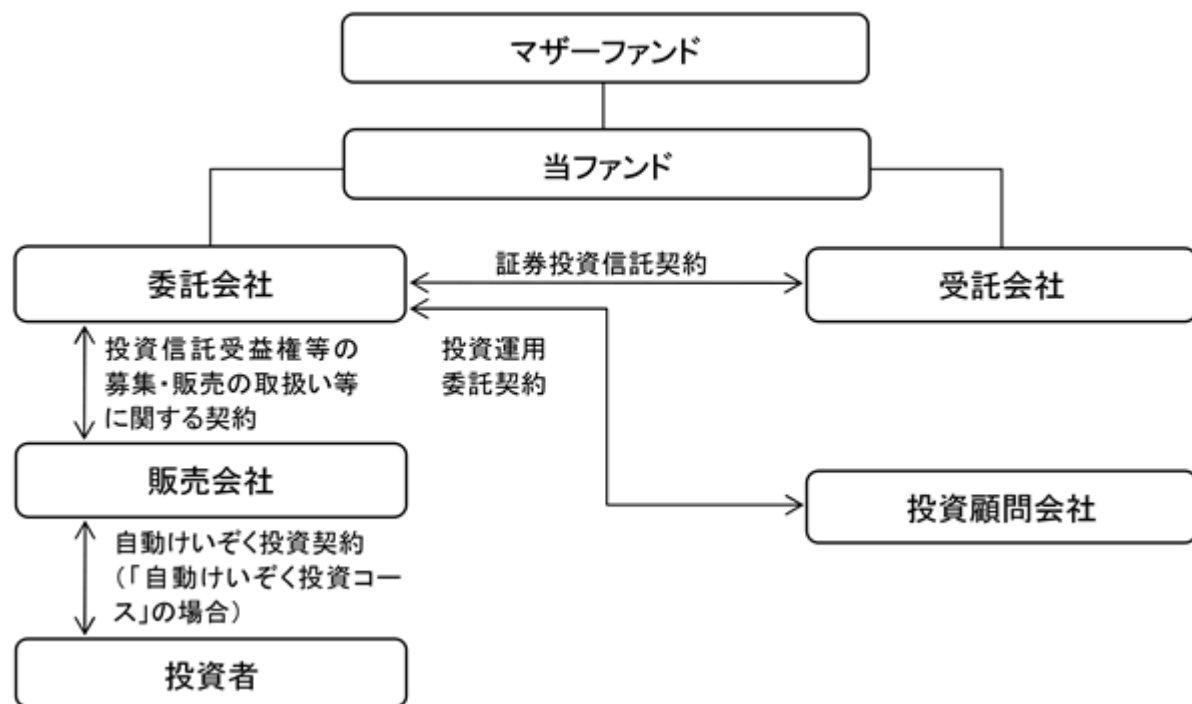 マザーファンド
当ファンド
委託会社
証券投資信託契約
受託会社
投資信託受益権等の
募集・販売の取扱い等
に関する契約
投資運用
委託契約
販売会社
投資顧問会社
自動けいぞく投資契約
（「自動けいぞく投資コー
ス」の場合）
投資者